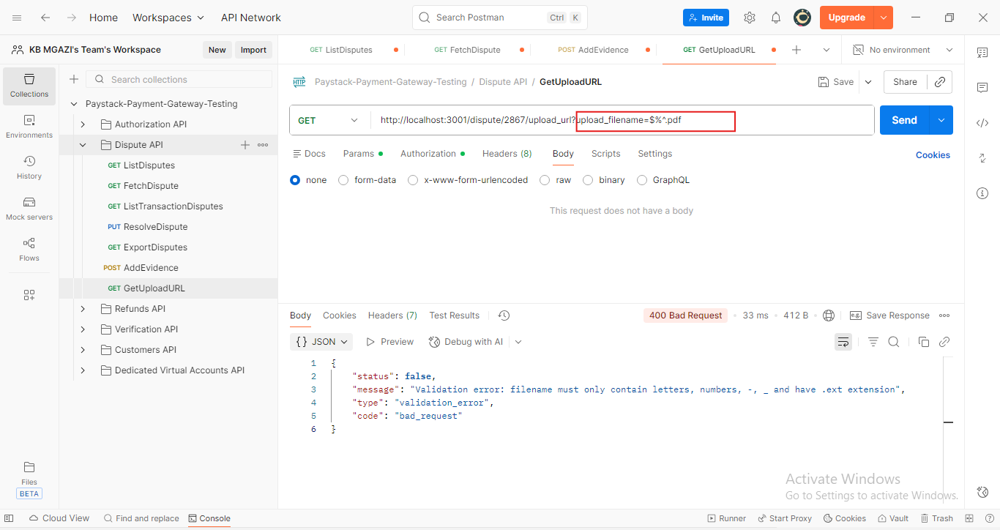 Home Workspaces API Network Search Postman Ctrl K Invite Upgrade
KB MGAZI's Team's Workspace New Import GET ListDisputes GET FetchDispute POST AddEvidence GET GetUploadURL No environment
Collections
Environments
History
Mock servers
Flows
Files
BETA
Search collections
Paystack-Payment-Gateway-Testing
Authorization API
Dispute API
GET ListDisputes
GET FetchDispute
GET ListTransactionDisputes
PUT ResolveDispute
GET ExportDisputes
POST AddEvidence
GET GetUploadURL
Refunds API
Verification API
Customers API
Dedicated Virtual Accounts API
HTTP Paystack-Payment-Gateway-Testing / Dispute API / GetUploadURL Save Share
GET http://localhost:3001/dispute/2867/upload_url?upload_filename=$%^.pdf Send
Docs Params Authorization Headers (8) Body Scripts Settings Cookies
none form-data x-www-form-urlencoded raw binary GraphQL
This request does not have a body
Body Cookies Headers (7) Test Results 400 Bad Request 33 ms 412 B e.g. Save Response
{} JSON Preview Debug with AI
1 {
2 "status": false,
3 "message": "Validation error: filename must only contain letters, numbers, -, _ and have .ext extension",
4 "type": "validation_error",
5 "code": "bad_request"
6 }
Activate Windows
Go to Settings to activate Windows.
Cloud View Find and replace Console Runner Start Proxy Cookies Vault Trash